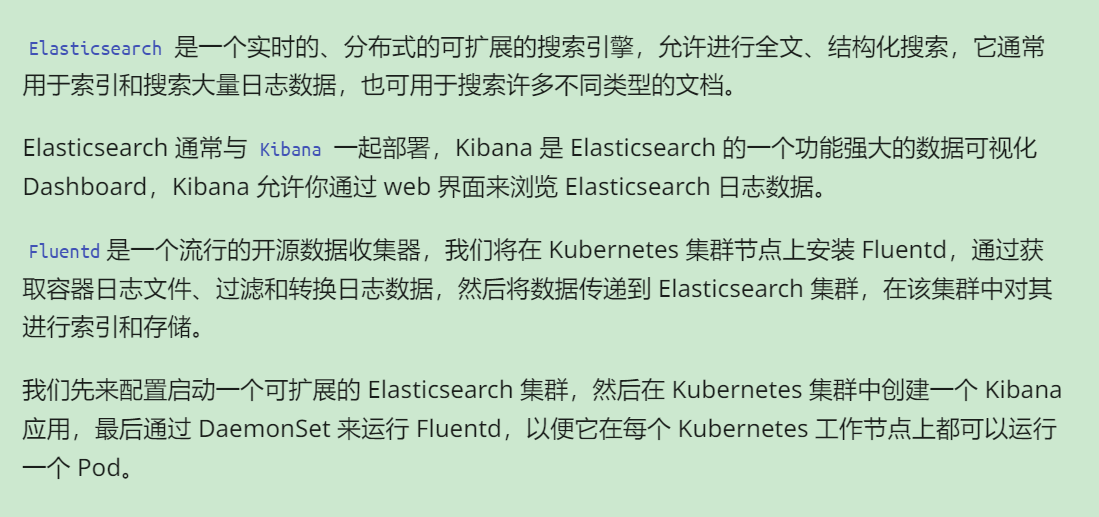 Elasticsearch 是一个实时的、分布式的可扩展的搜索引擎，允许进行全文、结构化搜索，它通常
用于索引和搜索大量日志数据，也可用于搜索许多不同类型的文档。
Elasticsearch 通常与 Kibana 一起部署，Kibana 是 Elasticsearch 的一个功能强大的数据可视化
Dashboard，Kibana 允许你通过 web 界面来浏览 Elasticsearch 日志数据。
Fluentd 是一个流行的开源数据收集器，我们将在 Kubernetes 集群节点上安装 Fluentd，通过获
取容器日志文件、过滤和转换日志数据，然后将数据传递到 Elasticsearch 集群，在该集群中对其
进行索引和存储。
我们先来配置启动一个可扩展的 Elasticsearch 集群，然后在 Kubernetes 集群中创建一个 Kibana
应用，最后通过 DaemonSet 来运行 Fluentd，以便它在每个 Kubernetes 工作节点上都可以运行
一个 Pod。